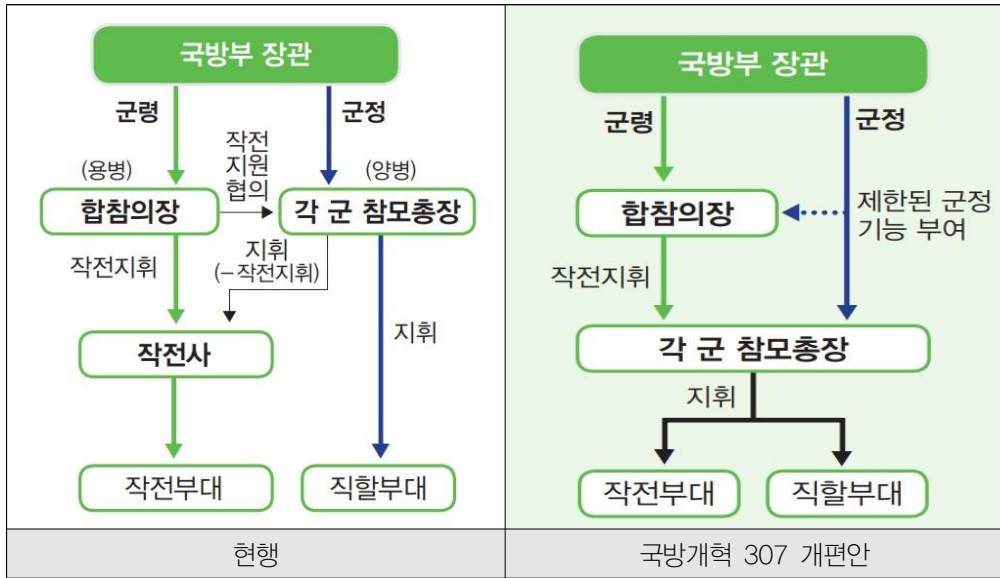 국방부 장관
군령
군정
작전
지원
협의
(용병)
(양병)
합참의장
각 군 참모총장
작전지휘
지휘
(–작전지휘)
지휘
작전사
작전부대
직할부대
현행
국방부 장관
군령
군정
합참의장
제한된 군정
기능 부여
작전지휘
각 군 참모총장
지휘
작전부대
직할부대
국방개혁 307 개편안